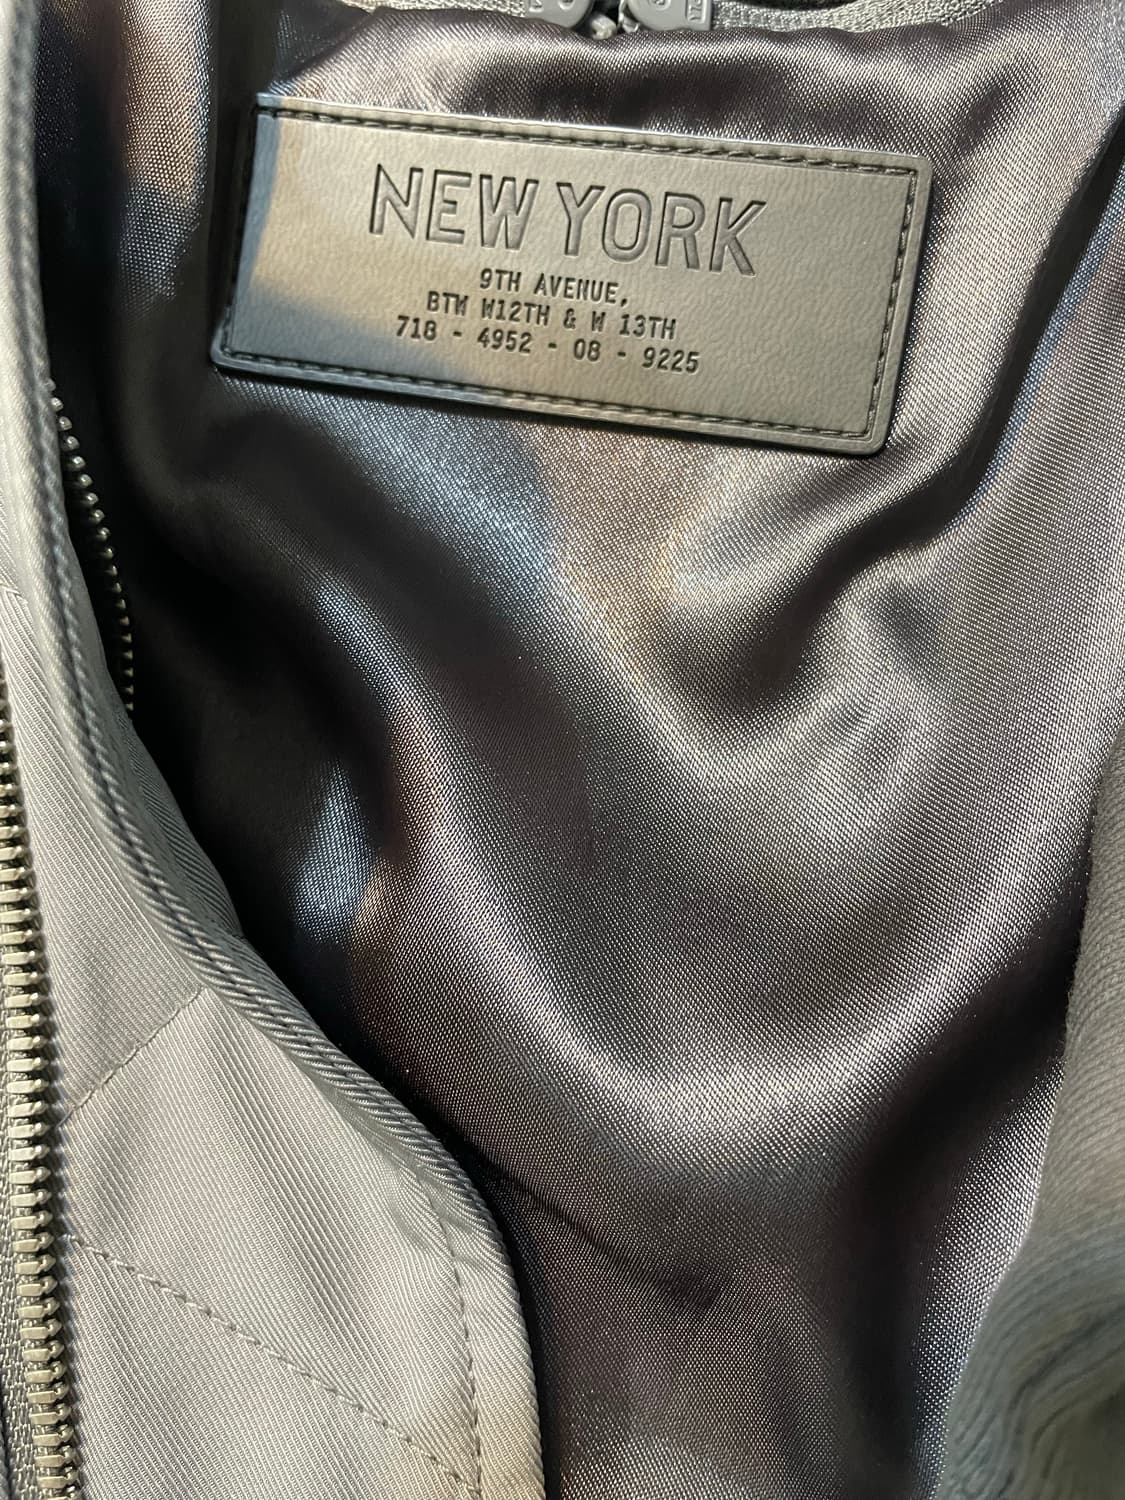 NEW YORK
9TH AVENUE,
BTW W12TH & W 13TH
718 - 4952 - 08 - 9225